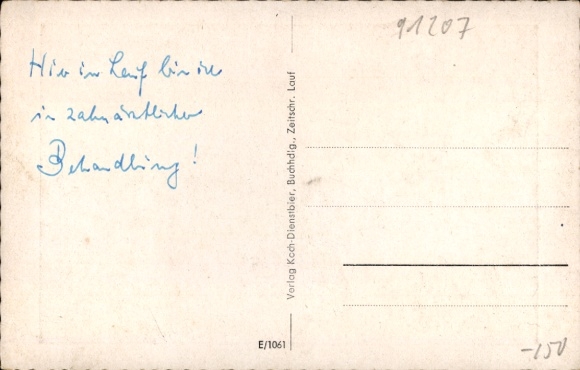 91207
Hier in Lauf bin ich
in zahnärztlicher
Behandlung!
Verlag Koch-Dienstbier, Buchhdlg., Zeitschr. Lauf
E/1061
-150